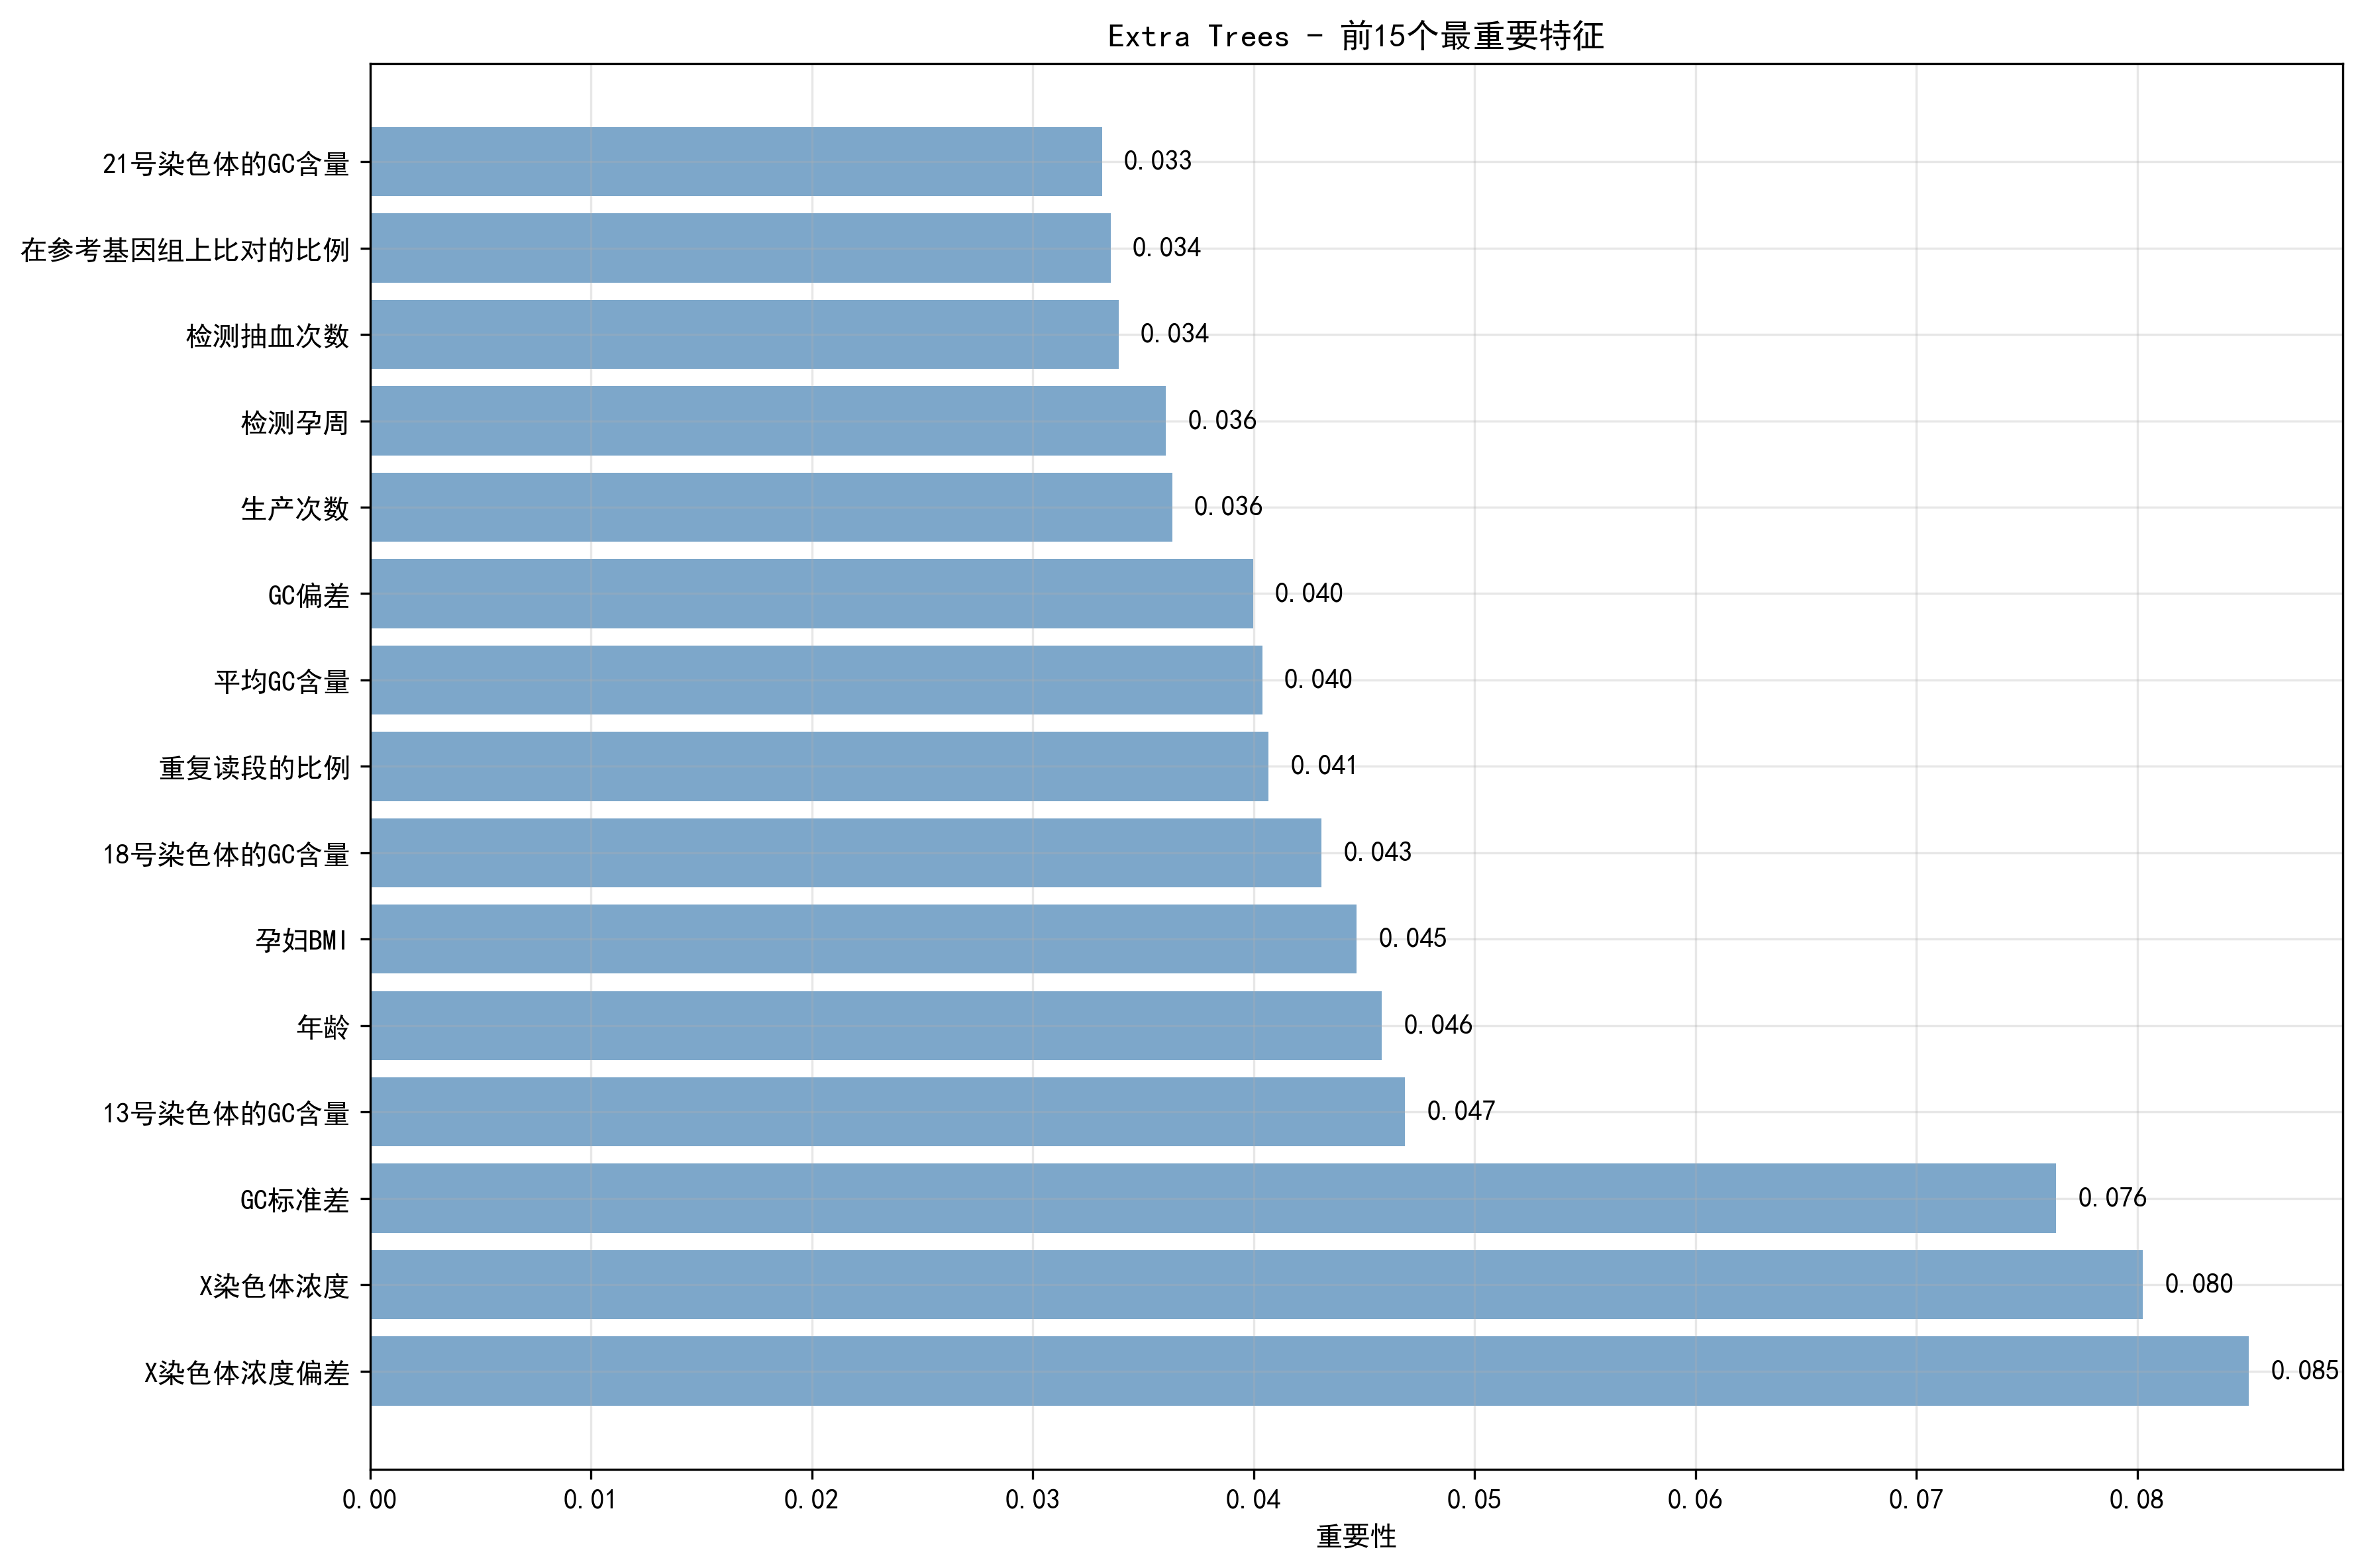 Extra Trees - 前15个最重要特征
21号染色体的GC含量 0.033
在参考基因组上比对的比例 0.034
检测抽血次数 0.034
检测孕周 0.036
生产次数 0.036
GC偏差 0.040
平均GC含量 0.040
重复读段的比例 0.041
18号染色体的GC含量 0.043
孕妇BMI 0.045
年龄 0.046
13号染色体的GC含量 0.047
GC标准差 0.076
X染色体浓度 0.080
X染色体浓度偏差 0.085
0.00 0.01 0.02 0.03 0.04 0.05 0.06 0.07 0.08
重要性